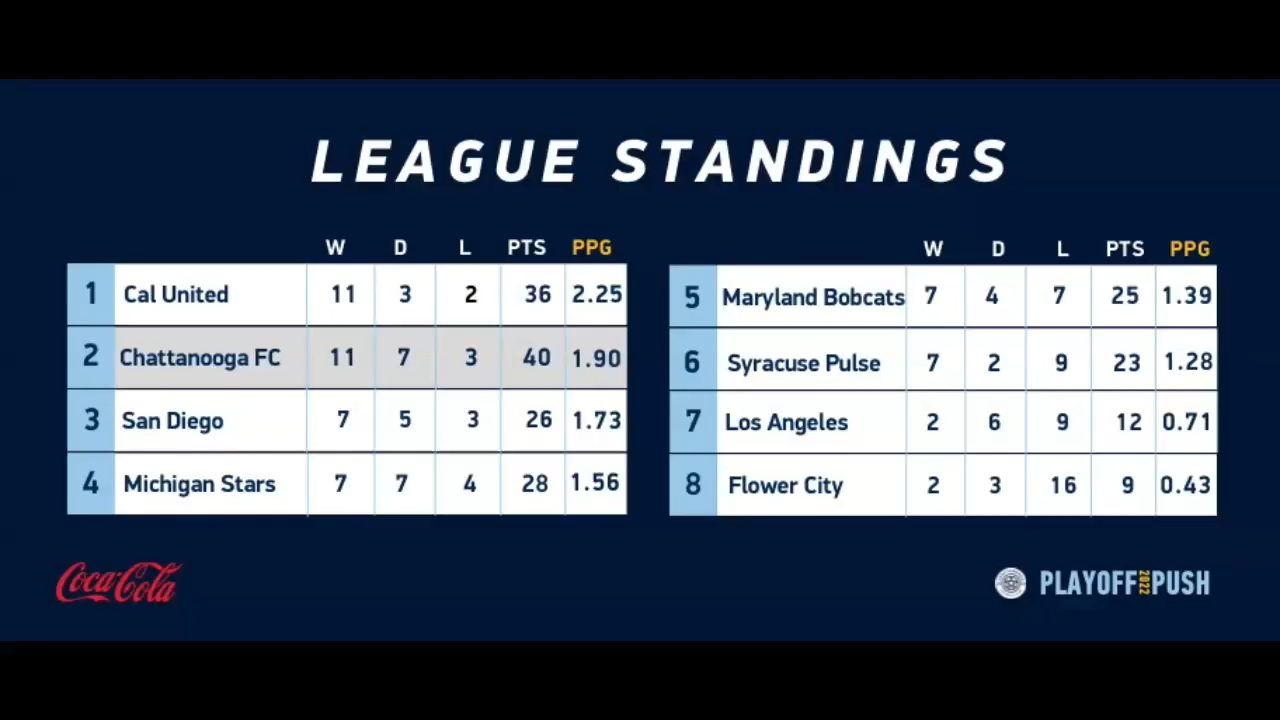 LEAGUE STANDINGS
W D L PTS PPG
1 Cal United 11 3 2 36 2.25
2 Chattanooga FC 11 7 3 40 1.90
3 San Diego 7 5 3 26 1.73
4 Michigan Stars 7 7 4 28 1.56
W D L PTS PPG
5 Maryland Bobcats 7 4 7 25 1.39
6 Syracuse Pulse 7 2 9 23 1.28
7 Los Angeles 2 6 9 12 0.71
8 Flower City 2 3 16 9 0.43
Coca-Cola
PLAYOFF 2022 PUSH